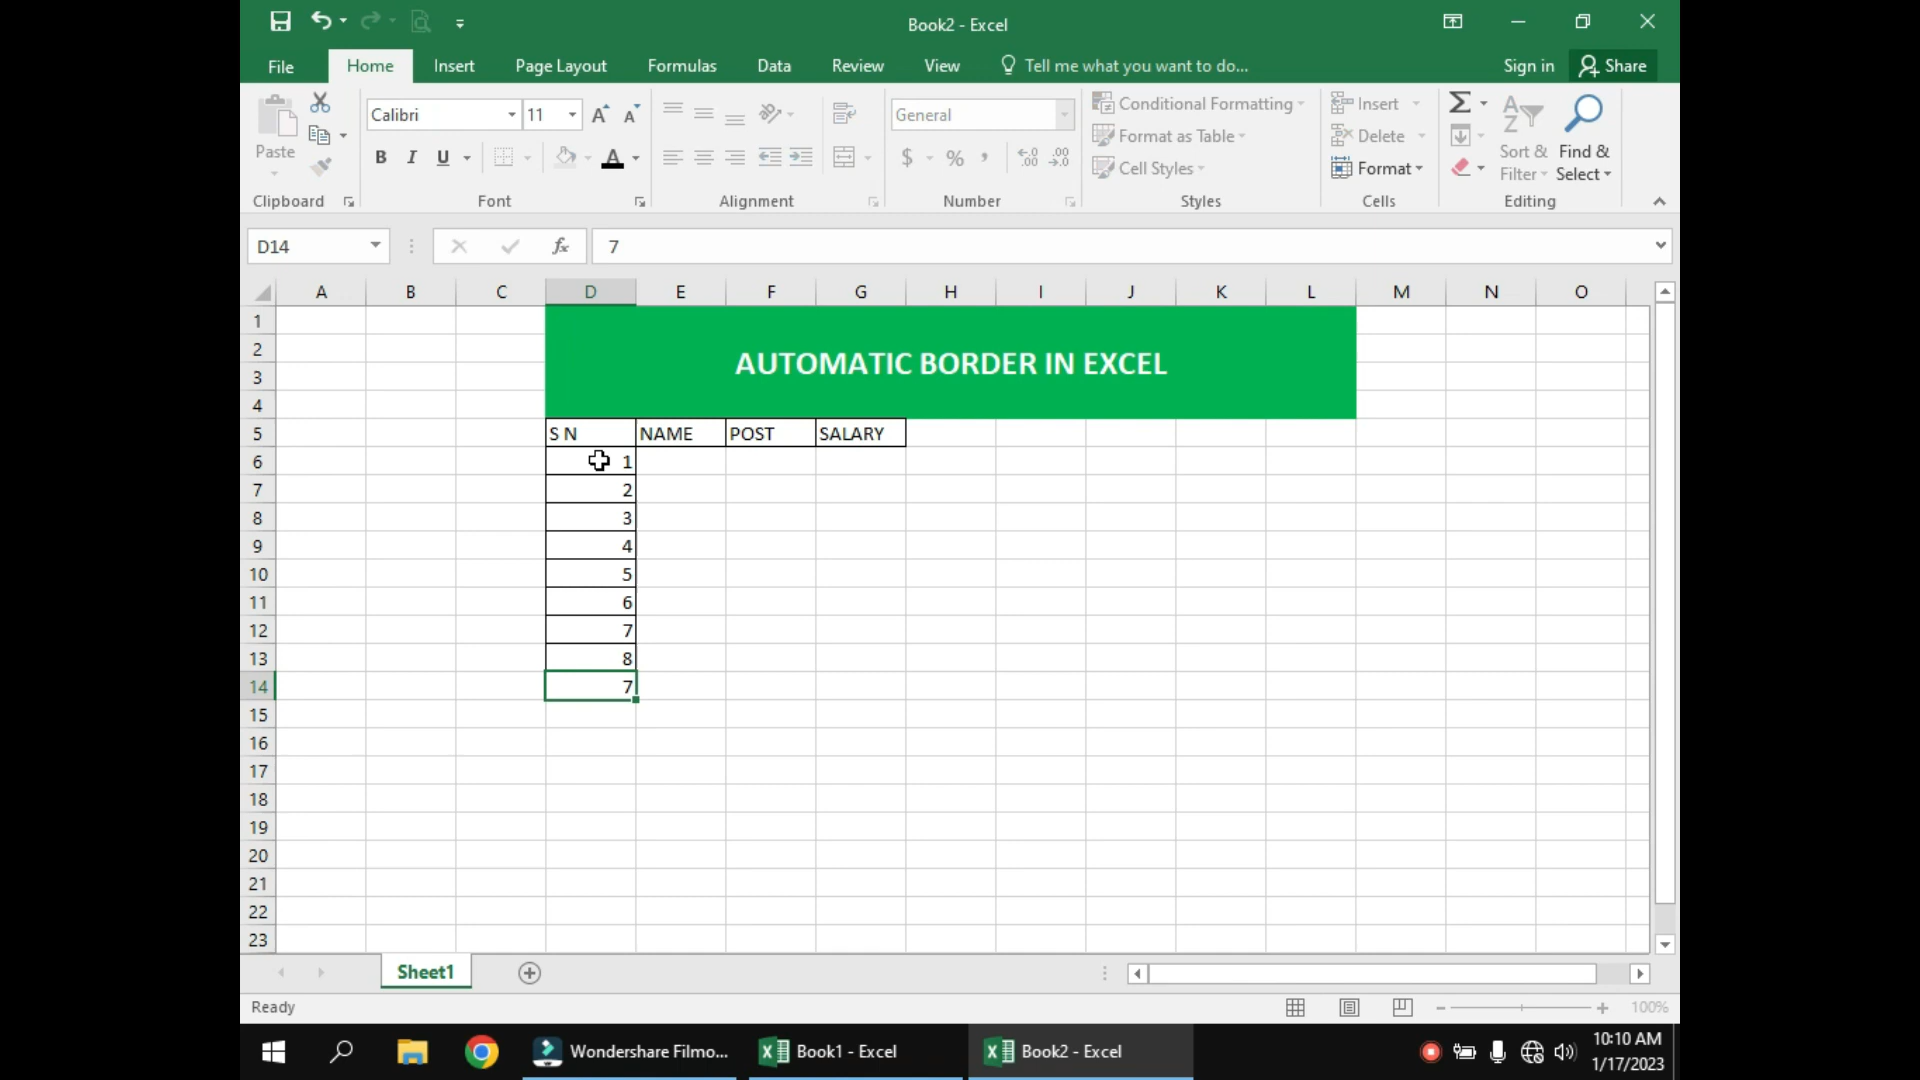 Book2 - Excel
File Home Insert Page Layout Formulas Data Review View Tell me what you want to do... Sign in Share
Paste
Calibri 11
B I U A
General
$ % ,
Conditional Formatting
Format as Table
Cell Styles
Insert
Delete
Format
Sort & Filter
Find & Select
Clipboard Font Alignment Number Styles Cells Editing
D14 fx 7
A B C D E F G H I J K L M N O
1
2
AUTOMATIC BORDER IN EXCEL
3
4
5 S N NAME POST SALARY
6 1
7 2
8 3
9 4
10 5
11 6
12 7
13 8
14 7
15
16
17
18
19
20
21
22
23
Sheet1
Ready 100%
Wondershare Filmo... Book1 - Excel Book2 - Excel
10:10 AM
1/17/2023